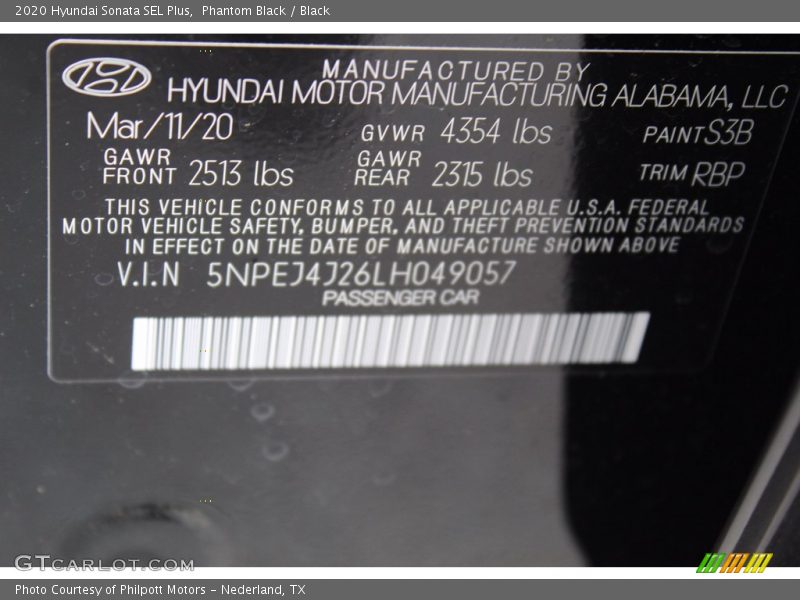 2020 Hyundai Sonata SEL Plus, Phantom Black / Black
MANUFACTURED BY
HYUNDAI MOTOR MANUFACTURING ALABAMA, LLC
Mar/11/20 GVWR 4354 lbs PAINT S3B
GAWR FRONT 2513 lbs GAWR REAR 2315 lbs TRIM RBP
THIS VEHICLE CONFORMS TO ALL APPLICABLE U.S.A. FEDERAL
MOTOR VEHICLE SAFETY, BUMPER, AND THEFT PREVENTION STANDARDS
IN EFFECT ON THE DATE OF MANUFACTURE SHOWN ABOVE
V.I.N 5NPEJ4J26LH049057
PASSENGER CAR
GTCARLOT.COM
Photo Courtesy of Philpott Motors - Nederland, TX